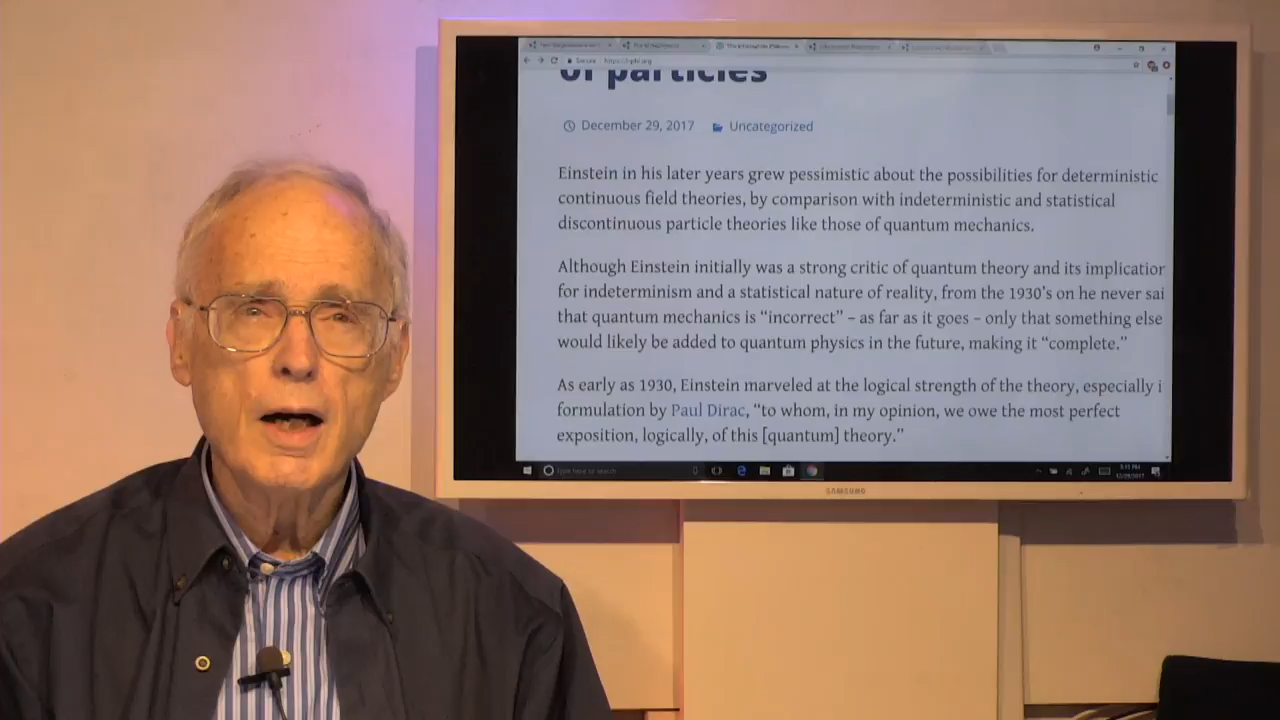 Secure
of particles
December 29, 2017 Uncategorized
Einstein in his later years grew pessimistic about the possibilities for deterministic
continuous field theories, by comparison with indeterministic and statistical
discontinuous particle theories like those of quantum mechanics.
Although Einstein initially was a strong critic of quantum theory and its implicatior
for indeterminism and a statistical nature of reality, from the 1930's on he never sai
that quantum mechanics is “incorrect” – as far as it goes – only that something else
would likely be added to quantum physics in the future, making it “complete.”
As early as 1930, Einstein marveled at the logical strength of the theory, especially i
formulation by Paul Dirac, “to whom, in my opinion, we owe the most perfect
exposition, logically, of this [quantum] theory.”
Type here to search
SAMSUNG